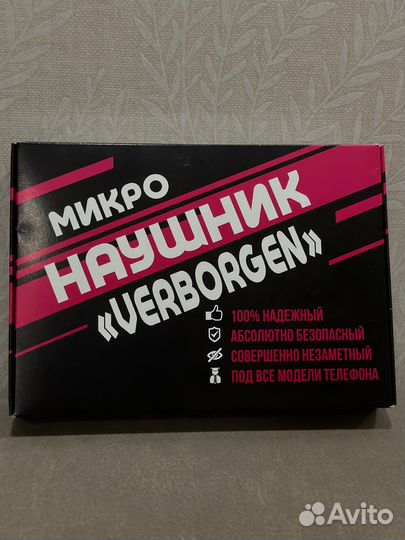 МИКРО
НАУШНИК
«VERBORGEN»
100% НАДЕЖНЫЙ
АБСОЛЮТНО БЕЗОПАСНЫЙ
СОВЕРШЕННО НЕЗАМЕТНЫЙ
ПОД ВСЕ МОДЕЛИ ТЕЛЕФОНА
Avito